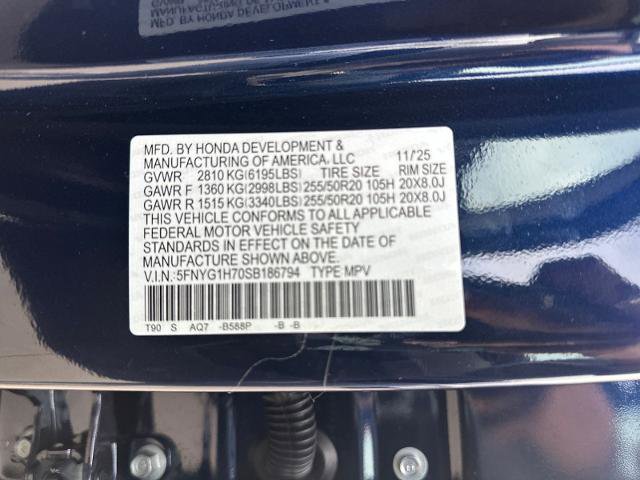 MFD. BY HONDA DEVELOPMENT &
MANUFACTURING OF AMERICA, LLC 11/'25
GVWR 2810 KG(6195LBS) TIRE SIZE RIM SIZE
GAWR F 1360 KG(2998LBS) 255/50R20 105H 20X8.0J
GAWR R 1515 KG(3340LBS) 255/50R20 105H 20X8.0J
THIS VEHICLE CONFORMS TO ALL APPLICABLE
FEDERAL MOTOR VEHICLE SAFETY
STANDARDS IN EFFECT ON THE DATE OF
MANUFACTURE SHOWN ABOVE.
V.I.N.:5FNYG1H70SB186794 TYPE MPV
T90 S AQ7 -B588P -B -B